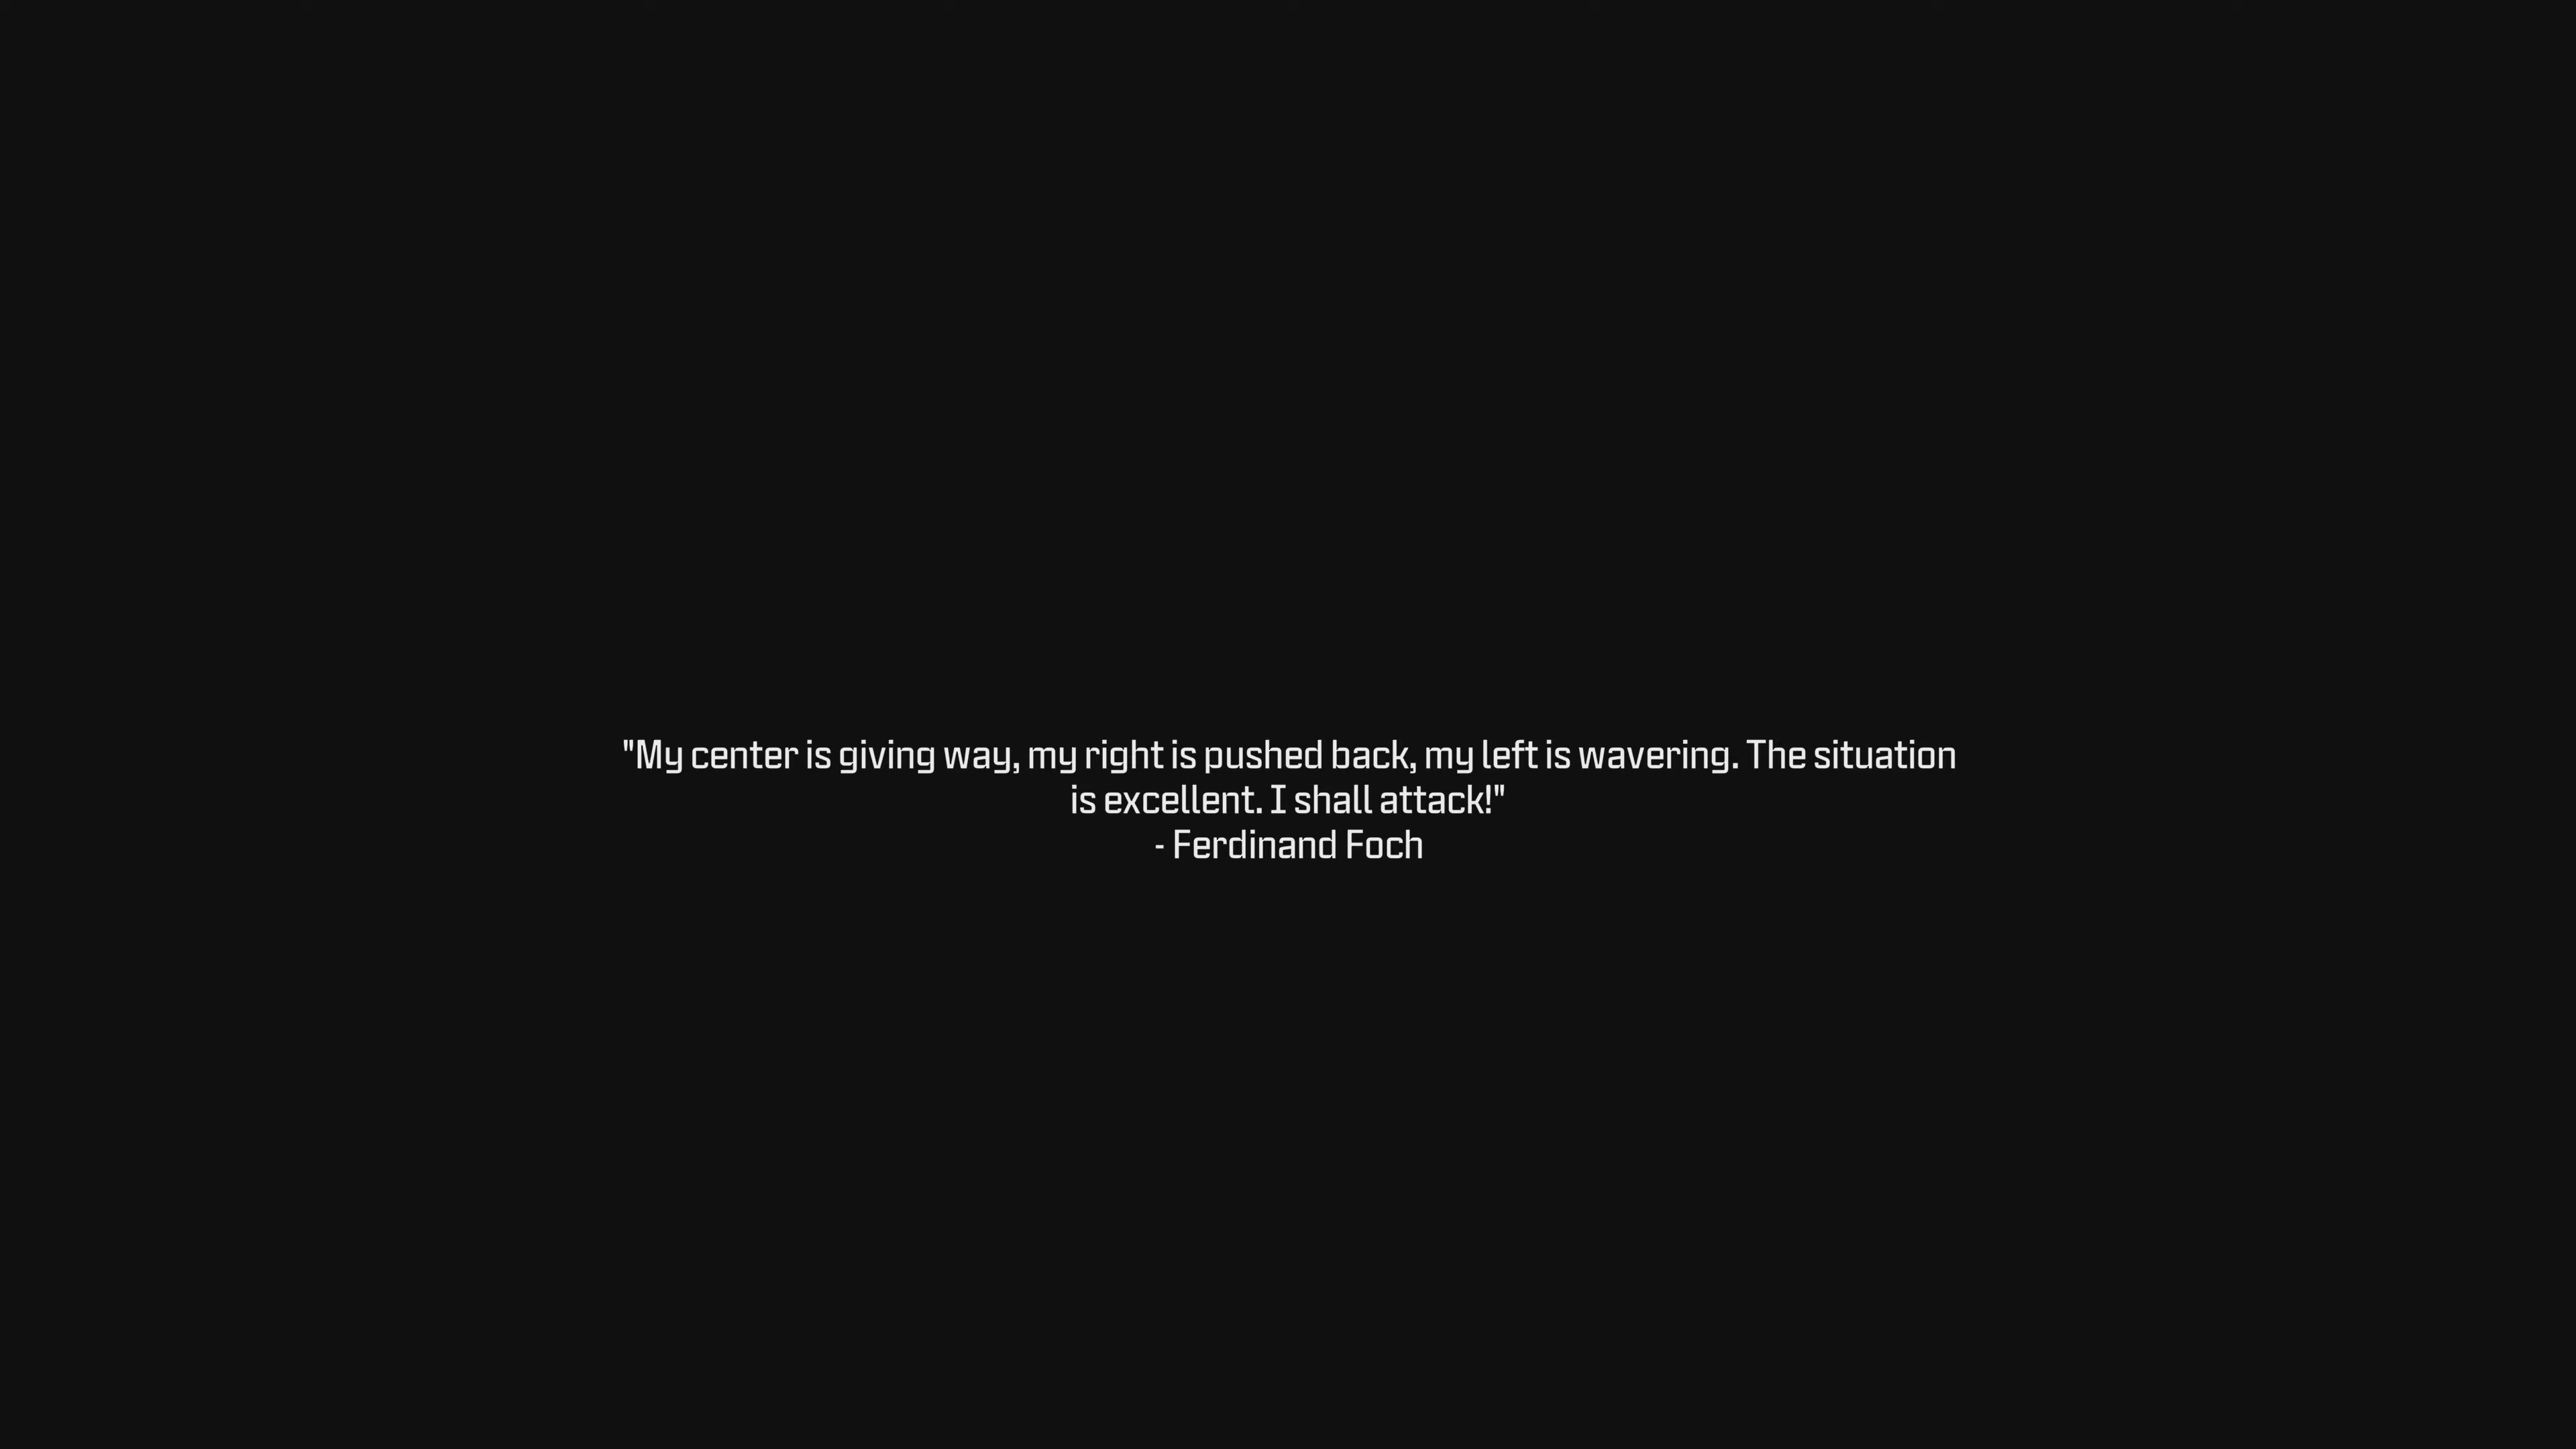 "My center is giving way, my right is pushed back, my left is wavering. The situation
is excellent. I shall attack!"
- Ferdinand Foch